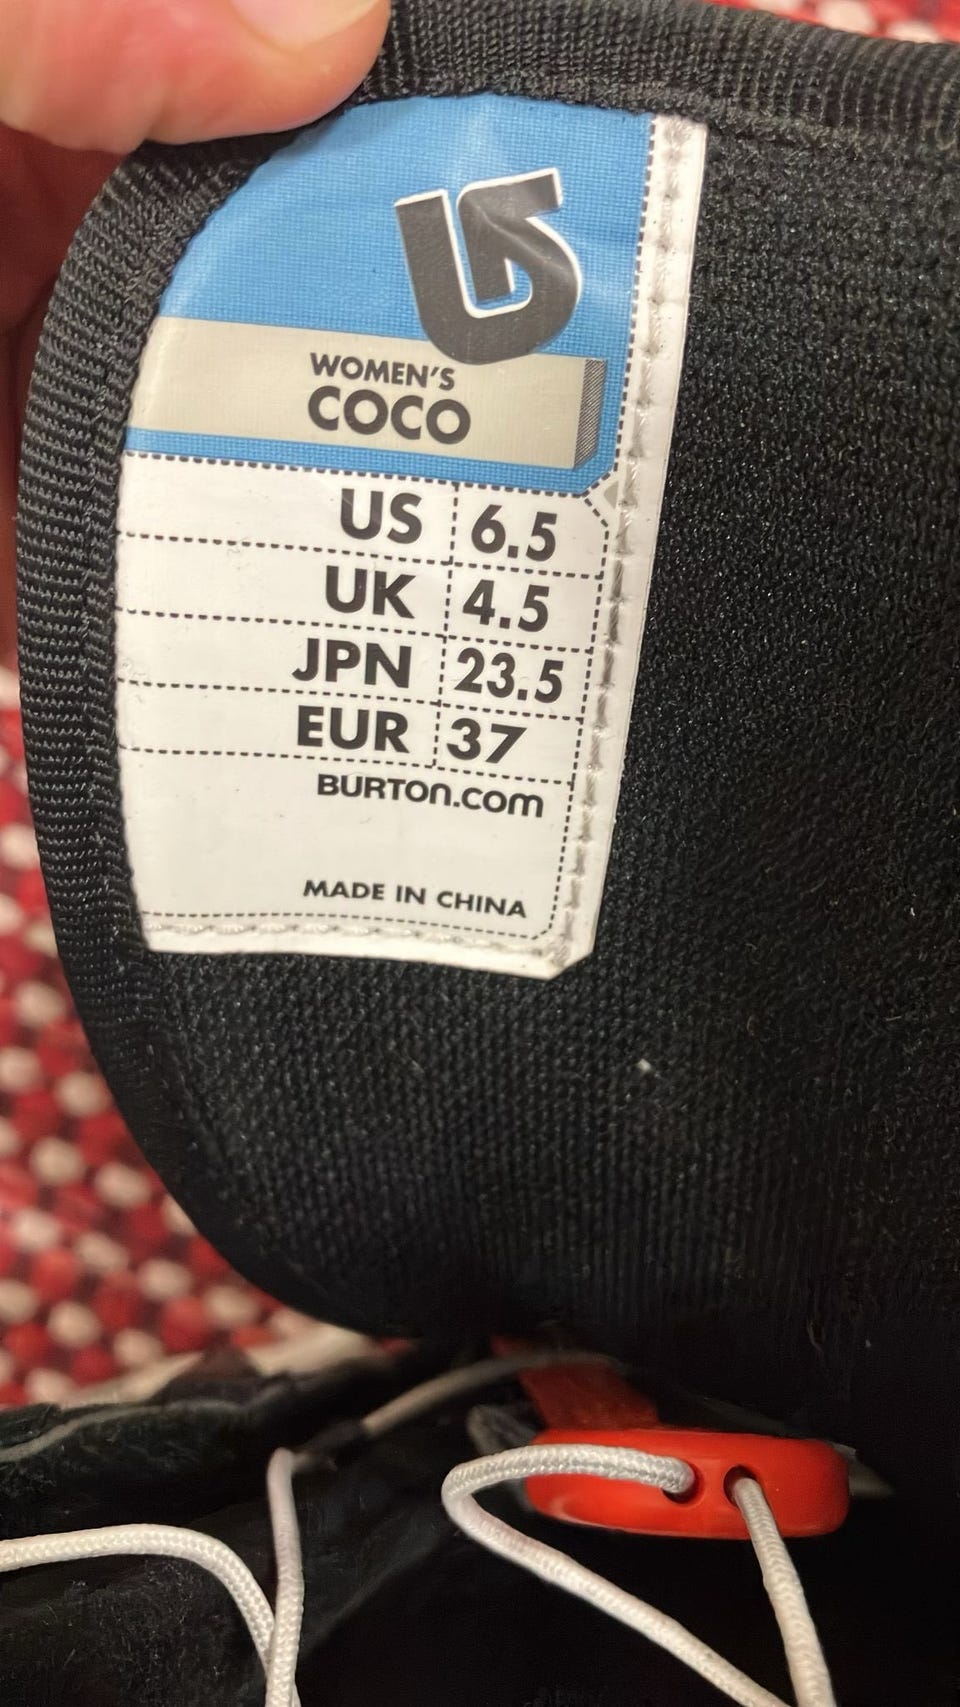 WOMEN'S
COCO
US 6.5
UK 4.5
JPN 23.5
EUR 37
BURTON.COM
MADE IN CHINA